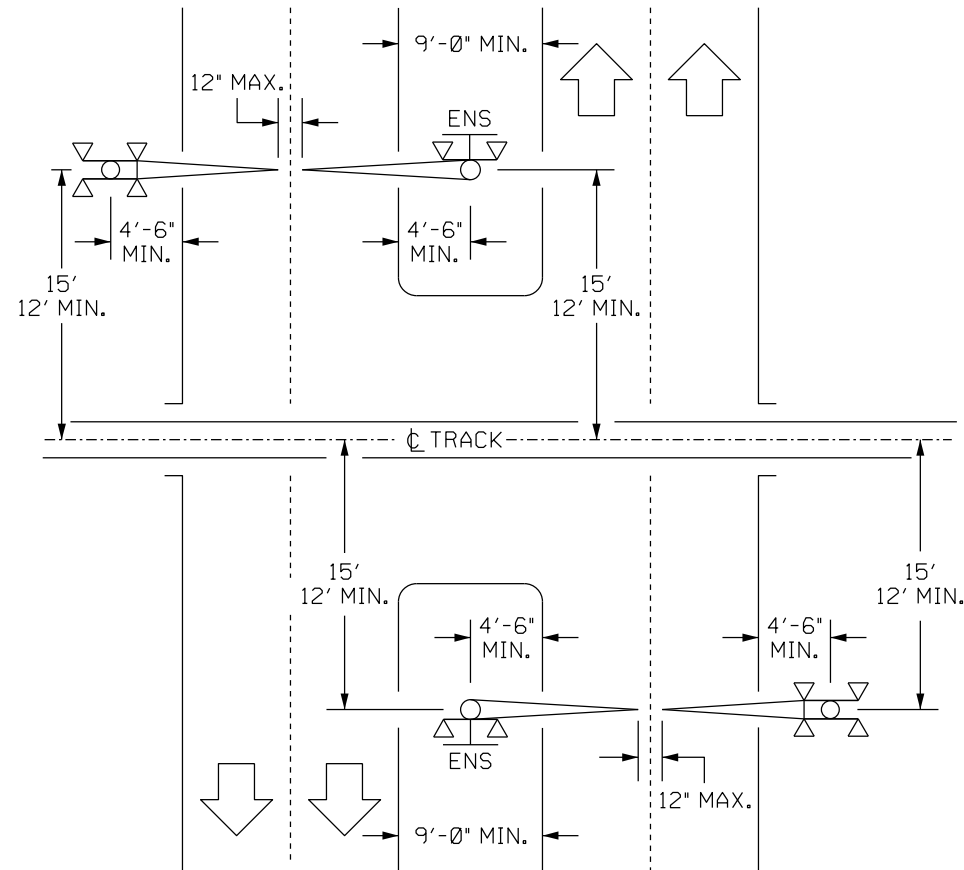 9'-0" MIN.
12" MAX.
ENS
4'-6"
MIN.
4'-6"
MIN.
15'
12' MIN.
15'
12' MIN.
℄ TRACK
15'
12' MIN.
15'
12' MIN.
4'-6"
MIN.
4'-6"
MIN.
ENS
12" MAX.
9'-0" MIN.